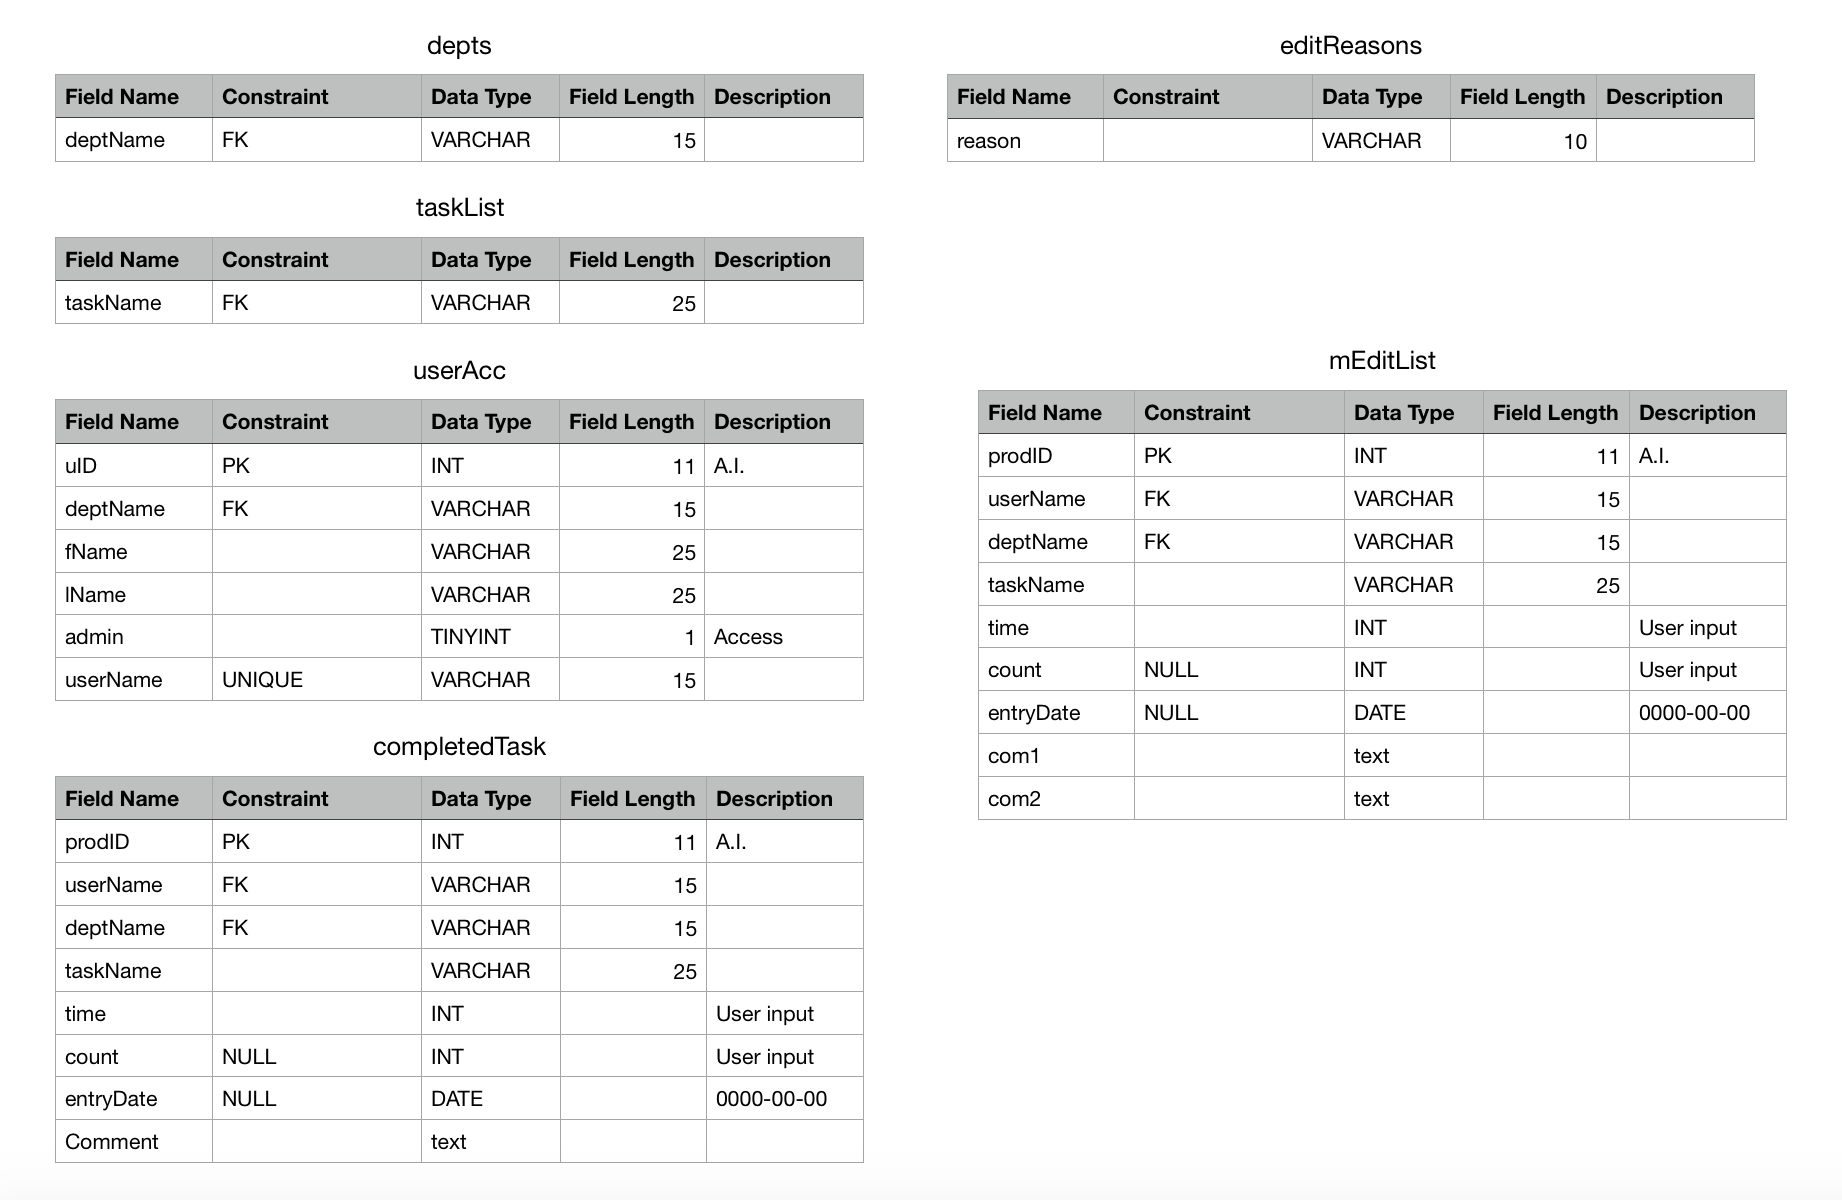 depts
Field Name Constraint Data Type Field Length Description
deptName FK VARCHAR 15
taskList
Field Name Constraint Data Type Field Length Description
taskName FK VARCHAR 25
userAcc
Field Name Constraint Data Type Field Length Description
uID PK INT 11 A.I.
deptName FK VARCHAR 15
fName VARCHAR 25
lName VARCHAR 25
admin TINYINT 1 Access
userName UNIQUE VARCHAR 15
completedTask
Field Name Constraint Data Type Field Length Description
prodID PK INT 11 A.I.
userName FK VARCHAR 15
deptName FK VARCHAR 15
taskName VARCHAR 25
time INT User input
count NULL INT User input
entryDate NULL DATE 0000-00-00
Comment text
editReasons
Field Name Constraint Data Type Field Length Description
reason VARCHAR 10
mEditList
Field Name Constraint Data Type Field Length Description
prodID PK INT 11 A.I.
userName FK VARCHAR 15
deptName FK VARCHAR 15
taskName VARCHAR 25
time INT User input
count NULL INT User input
entryDate NULL DATE 0000-00-00
com1 text
com2 text